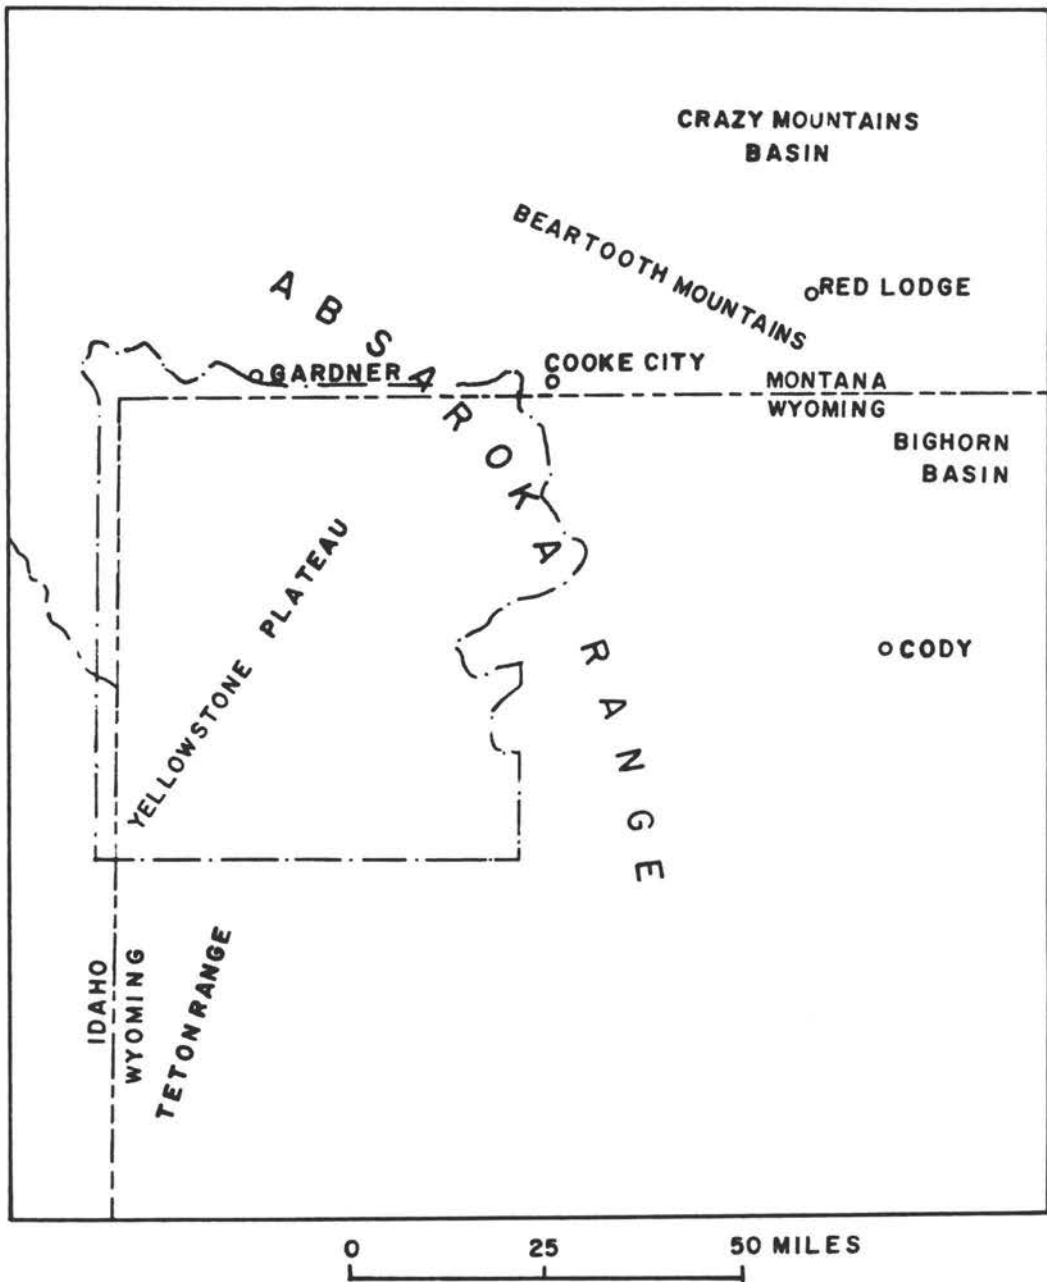 CRAZY MOUNTAINS
BASIN
BEARTOOTH MOUNTAINS
RED LODGE
ABSAROKA RANGE
GARDNER
COOKE CITY
MONTANA
WYOMING
BIGHORN
BASIN
YELLOWSTONE PLATEAU
CODY
IDAHO
WYOMING
TETON RANGE
0 25 50 MILES